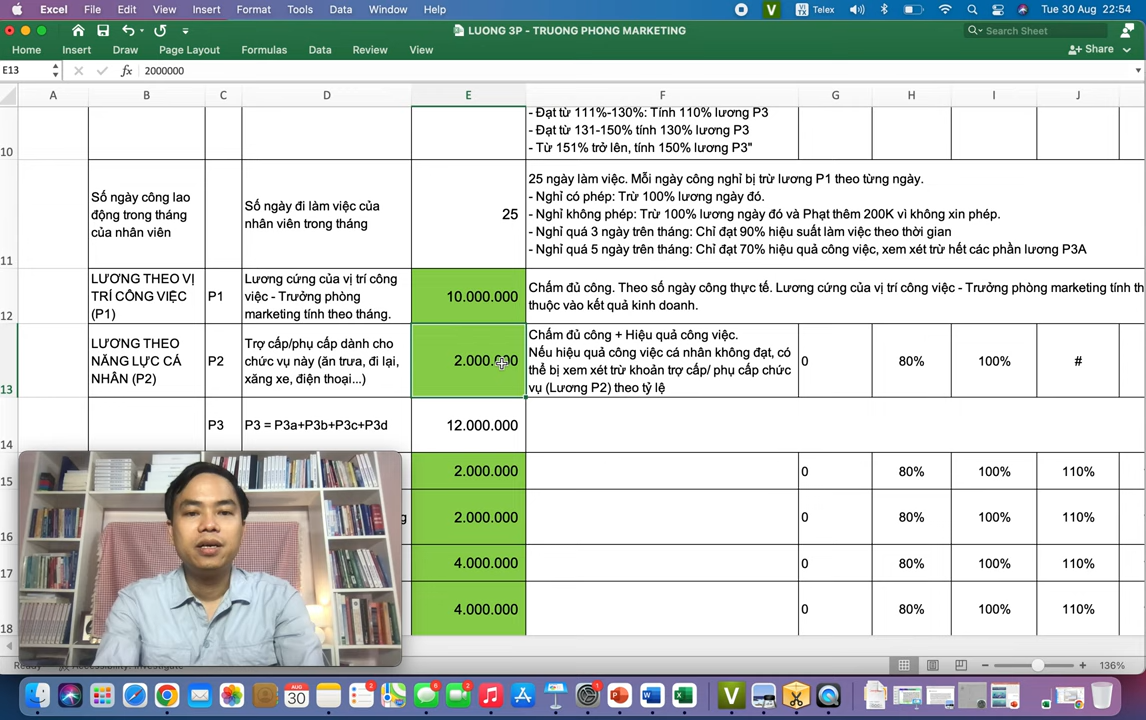 Excel File Edit View Insert Format Tools Data Window Help V VI TX Telex Tue 30 Aug 22:54
LUONG 3P - TRUONG PHONG MARKETING
Search Sheet
Home Insert Draw Page Layout Formulas Data Review View Share
E13 fx 2000000
A B C D E F G H I J
- Đạt từ 111%-130%: Tính 110% lương P3
- Đạt từ 131-150% tính 130% lương P3
- Từ 151% trở lên, tính 150% lương P3"
10
Số ngày công lao
động trong tháng
của nhân viên
Số ngày đi làm việc của
nhân viên trong tháng
25
25 ngày làm việc. Mỗi ngày công nghỉ bị trừ lương P1 theo từng ngày.
- Nghỉ có phép: Trừ 100% lương ngày đó.
- Nghỉ không phép: Trừ 100% lương ngày đó và Phạt thêm 200K vì không xin phép.
- Nghỉ quá 3 ngày trên tháng: Chỉ đạt 90% hiệu suất làm việc theo thời gian
- Nghỉ quá 5 ngày trên tháng: Chỉ đạt 70% hiệu quả công việc, xem xét trừ hết các phần lương P3A
11
LƯƠNG THEO VỊ
TRÍ CÔNG VIỆC
(P1)
P1
Lương cứng của vị trí công
việc - Trưởng phòng
marketing tính theo tháng.
10.000.000
Chấm đủ công. Theo số ngày công thực tế. Lương cứng của vị trí công việc - Trưởng phòng marketing tính th
thuộc vào kết quả kinh doanh.
12
LƯƠNG THEO
NĂNG LỰC CÁ
NHÂN (P2)
P2
Trợ cấp/phụ cấp dành cho
chức vụ này (ăn trưa, đi lại,
xăng xe, điện thoại...)
2.000.000
Chấm đủ công + Hiệu quả công việc.
Nếu hiệu quả công việc cá nhân không đạt, có
thể bị xem xét trừ khoản trợ cấp/ phụ cấp chức
vụ (Lương P2) theo tỷ lệ
0 80% 100% #
13
P3 P3 = P3a+P3b+P3c+P3d 12.000.000
14
2.000.000 0 80% 100% 110%
15
g 2.000.000 0 80% 100% 110%
16
4.000.000 0 80% 100% 110%
17
4.000.000 0 80% 100% 110%
18
136%
AUG
30
2 6 2 1
V